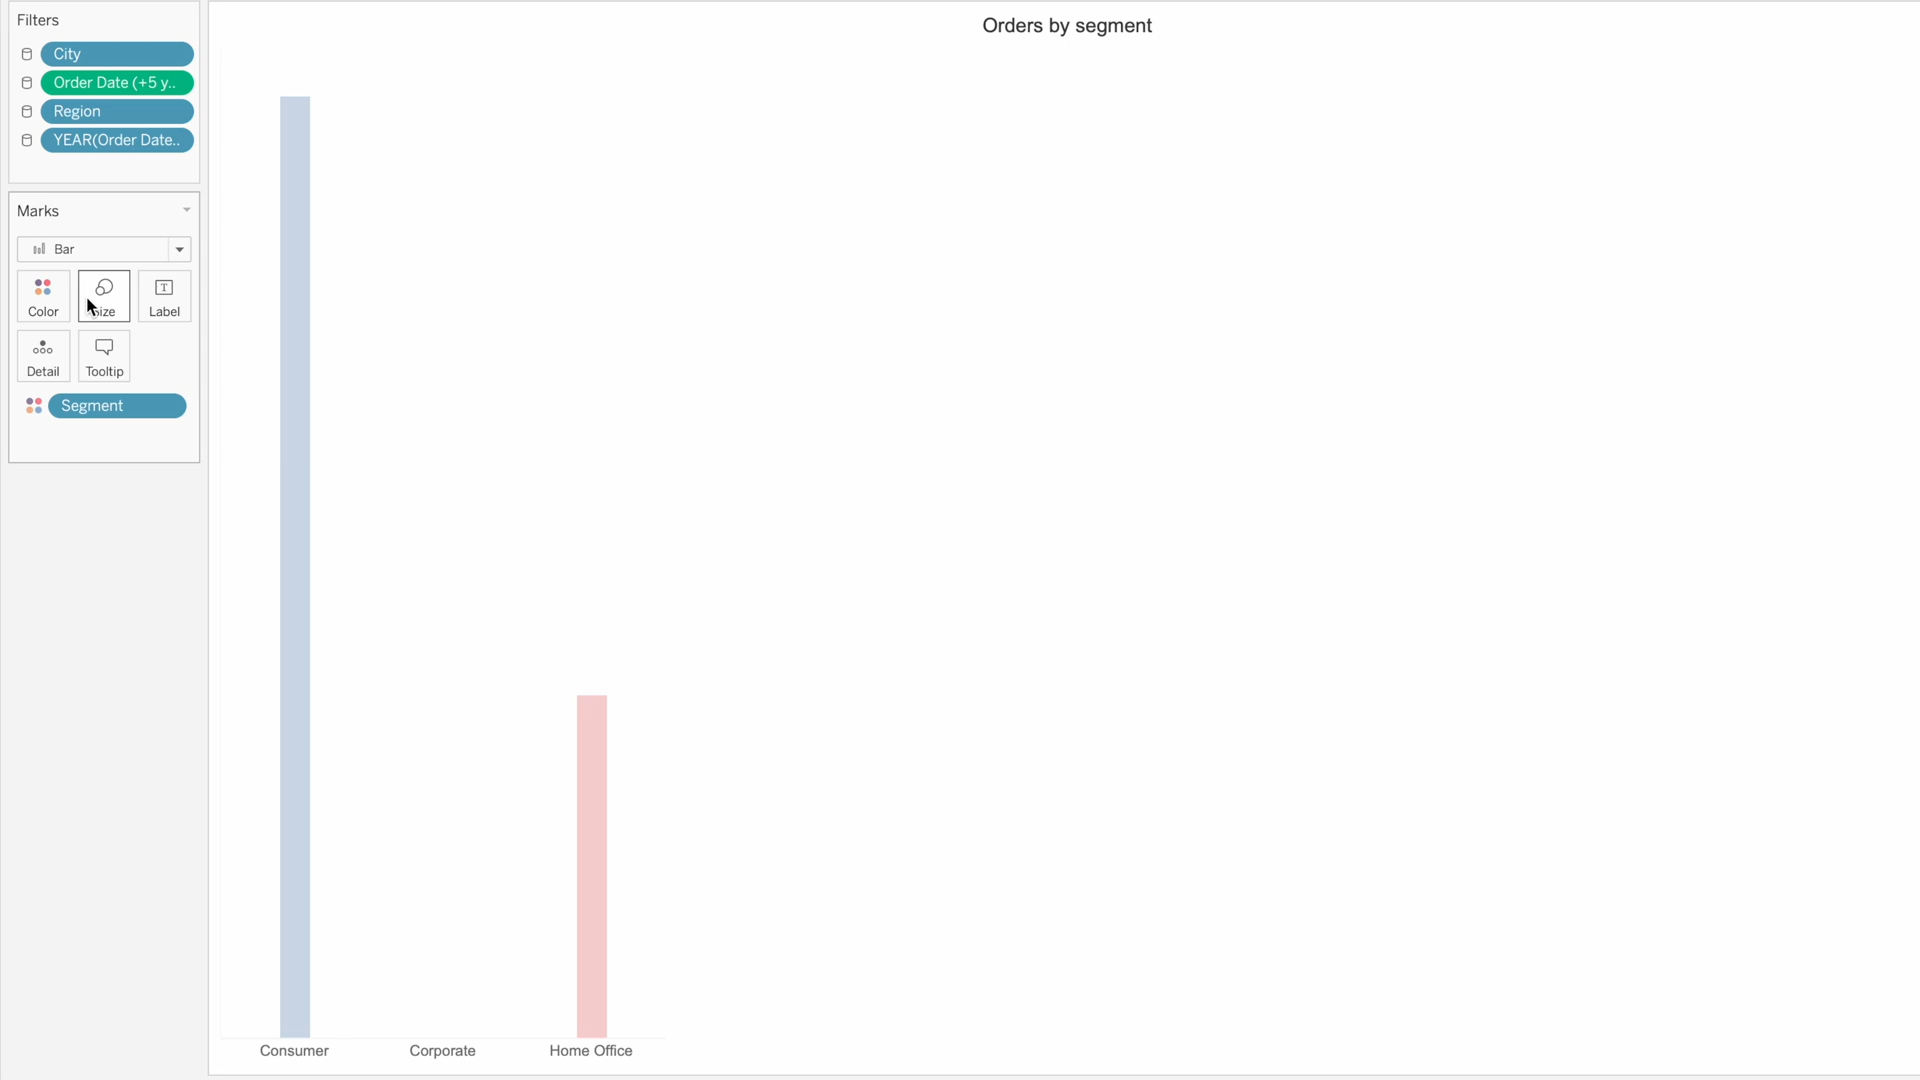 Filters
City
Order Date (+5 y..
Region
YEAR(Order Date..
Marks
Bar
Color
Size
Label
Detail
Tooltip
Segment
Orders by segment
Consumer
Corporate
Home Office